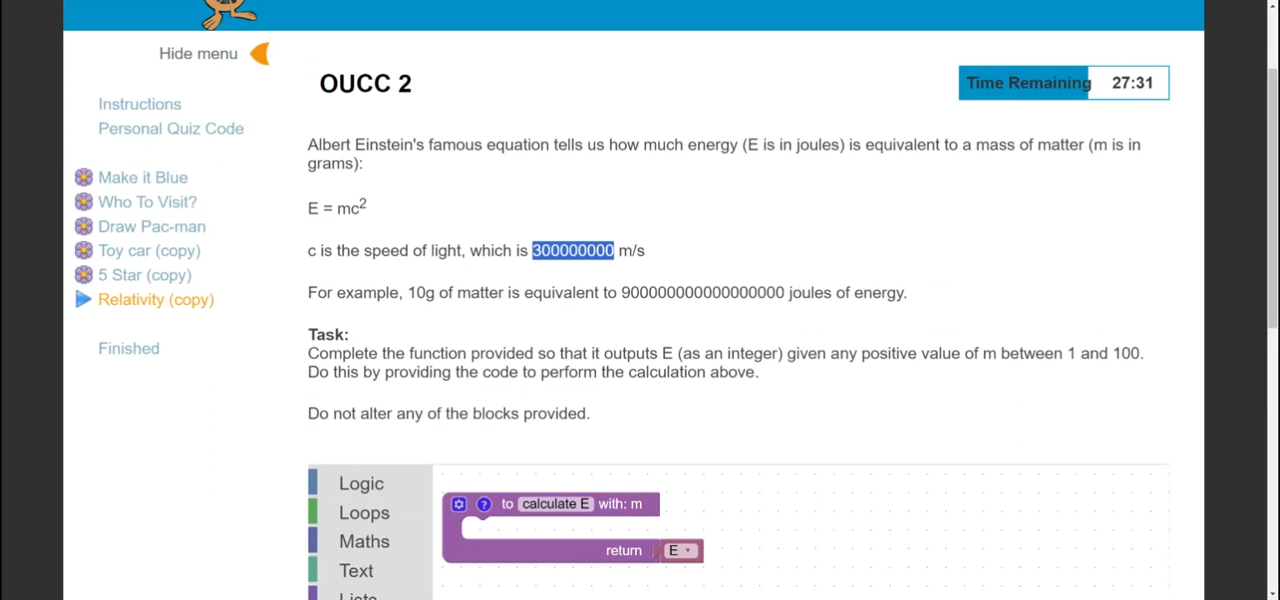 Hide menu
OUCC 2
Time Remaining 27:31
Instructions
Personal Quiz Code
Make it Blue
Who To Visit?
Draw Pac-man
Toy car (copy)
5 Star (copy)
Relativity (copy)
Finished
Albert Einstein's famous equation tells us how much energy (E is in joules) is equivalent to a mass of matter (m is in
grams):
E = mc²
c is the speed of light, which is 300000000 m/s
For example, 10g of matter is equivalent to 900000000000000000 joules of energy.
Task:
Complete the function provided so that it outputs E (as an integer) given any positive value of m between 1 and 100.
Do this by providing the code to perform the calculation above.
Do not alter any of the blocks provided.
Logic
Loops
Maths
Text
Lists
? to calculate E with: m
return E